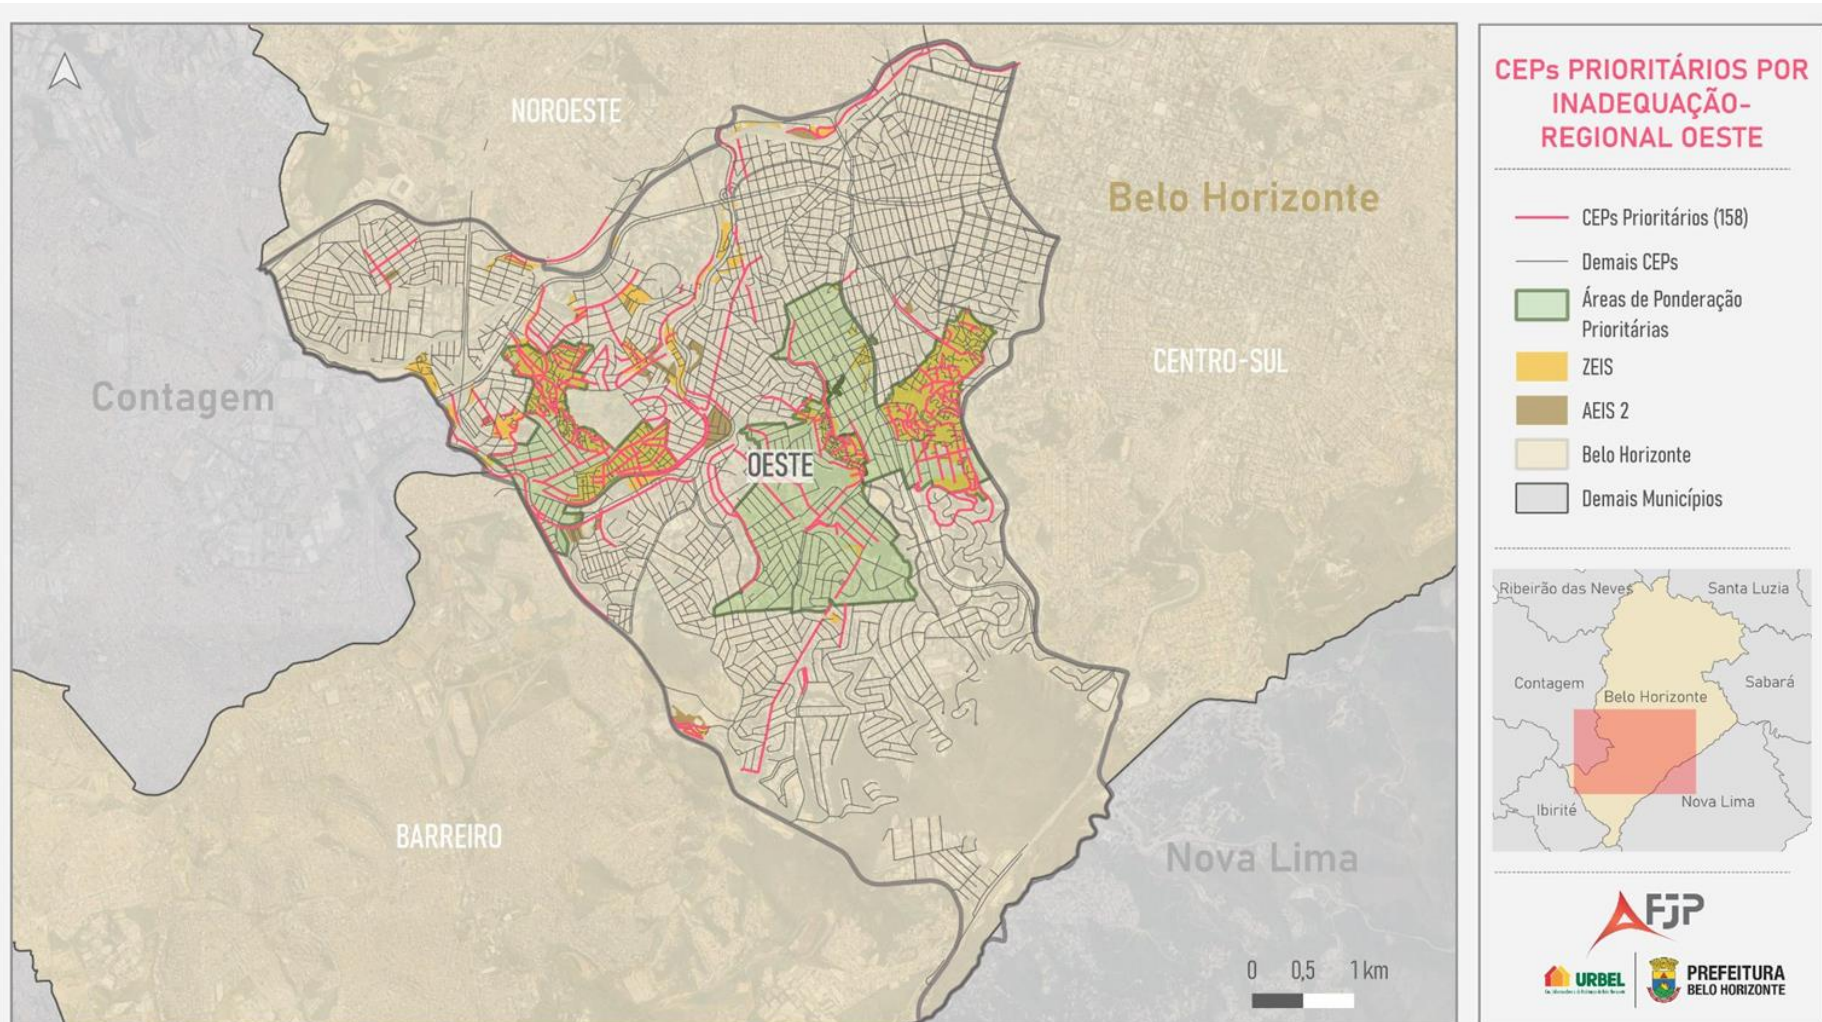 NOROESTE
Belo Horizonte
Contagem
CENTRO-SUL
OESTE
BARREIRO
Nova Lima
0 0,5 1 km
CEPs PRIORITÁRIOS POR
INADEQUAÇÃO-
REGIONAL OESTE
CEPs Prioritários (158)
Demais CEPs
Áreas de Ponderação
Prioritárias
ZEIS
AEIS 2
Belo Horizonte
Demais Municípios
Ribeirão das Neves
Santa Luzia
Contagem
Sabará
Belo Horizonte
Ibirité
Nova Lima
FJP
URBEL
PREFEITURA
BELO HORIZONTE